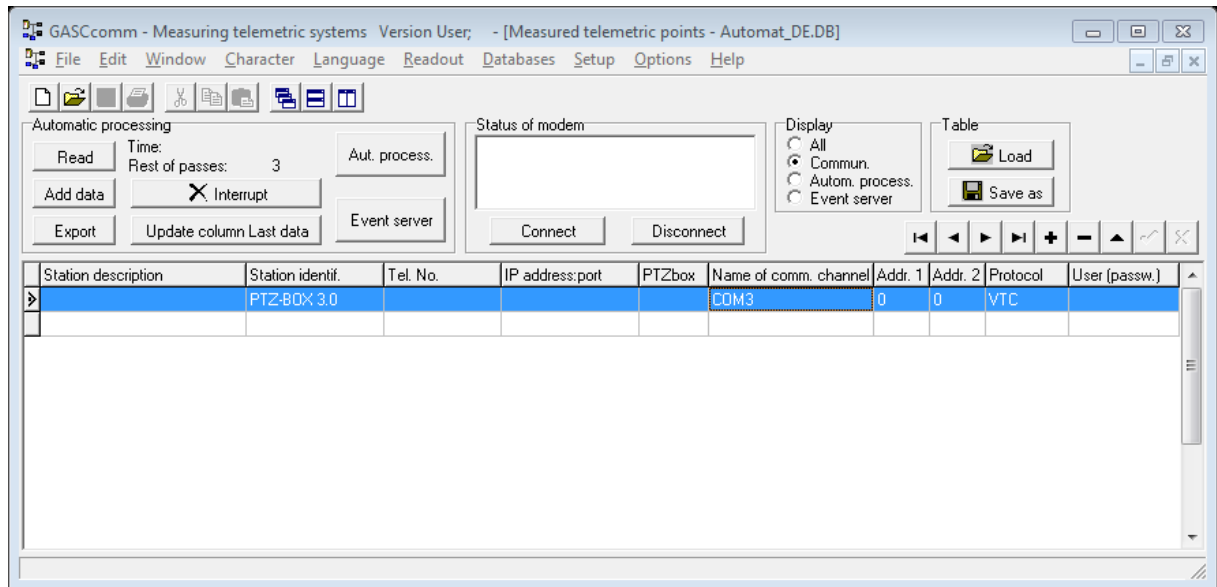 GASCcomm - Measuring telemetric systems Version User; - [Measured telemetric points - Automat_DE.DB]
File Edit Window Character Language Readout Databases Setup Options Help
Automatic processing
Read
Time:
Rest of passes: 3
Aut. process.
Add data
Interrupt
Export
Update column Last data
Event server
Status of modem
Connect
Disconnect
Display
All
Commun.
Autom. process.
Event server
Table
Load
Save as
Station description Station identif. Tel. No. IP address:port PTZbox Name of comm. channel Addr. 1 Addr. 2 Protocol User (passw.)
PTZ-BOX 3.0 COM3 0 0 VTC